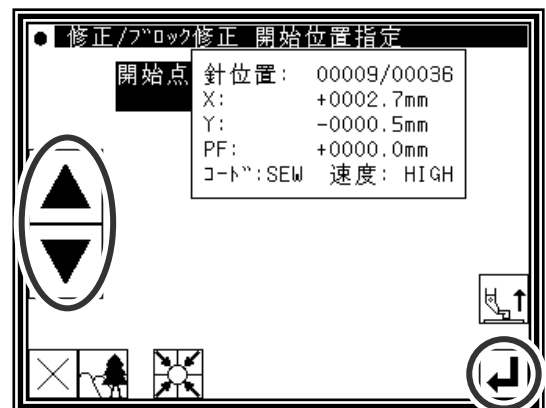 ● 修正/ブロック修正 開始位置指定
開始点
針位置: 00009/00036
X: +0002.7mm
Y: -0000.5mm
PF: +0000.0mm
コード:SEW 速度: HIGH